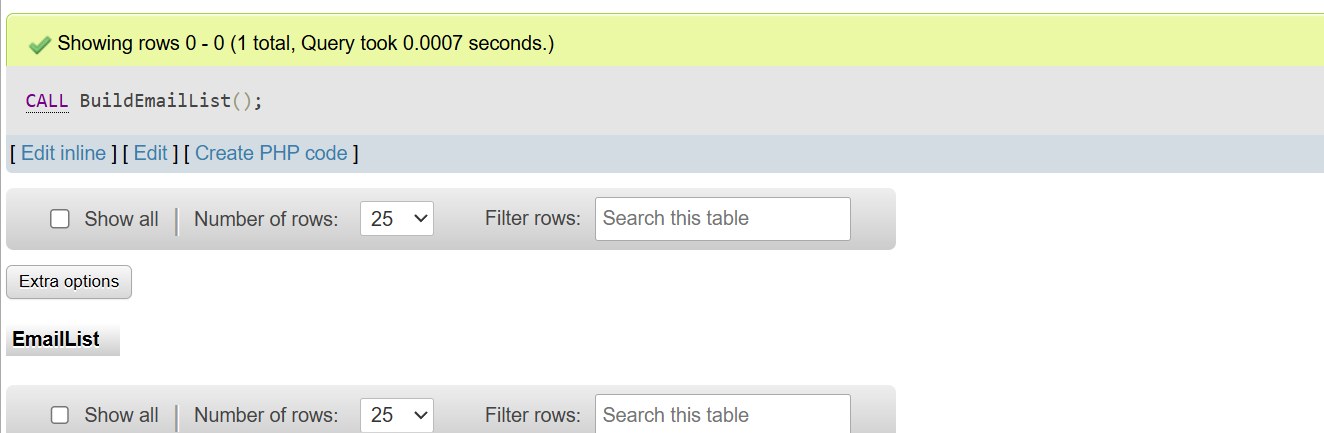 Showing rows 0 - 0 (1 total, Query took 0.0007 seconds.)
CALL BuildEmailList();
[ Edit inline ] [ Edit ] [ Create PHP code ]
Show all | Number of rows: 25 Filter rows: Search this table
Extra options
EmailList
Show all | Number of rows: 25 Filter rows: Search this table